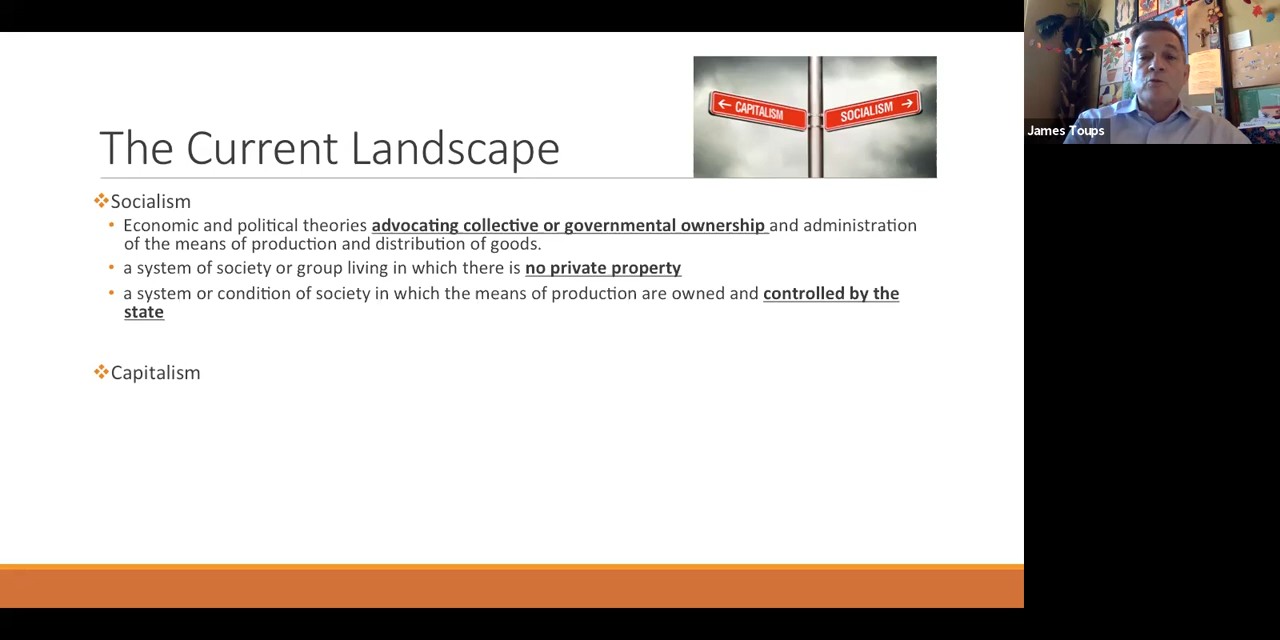 CAPITALISM
SOCIALISM
The Current Landscape
Socialism
Economic and political theories advocating collective or governmental ownership and administration
of the means of production and distribution of goods.
a system of society or group living in which there is no private property
a system or condition of society in which the means of production are owned and controlled by the
state
Capitalism
James Toups